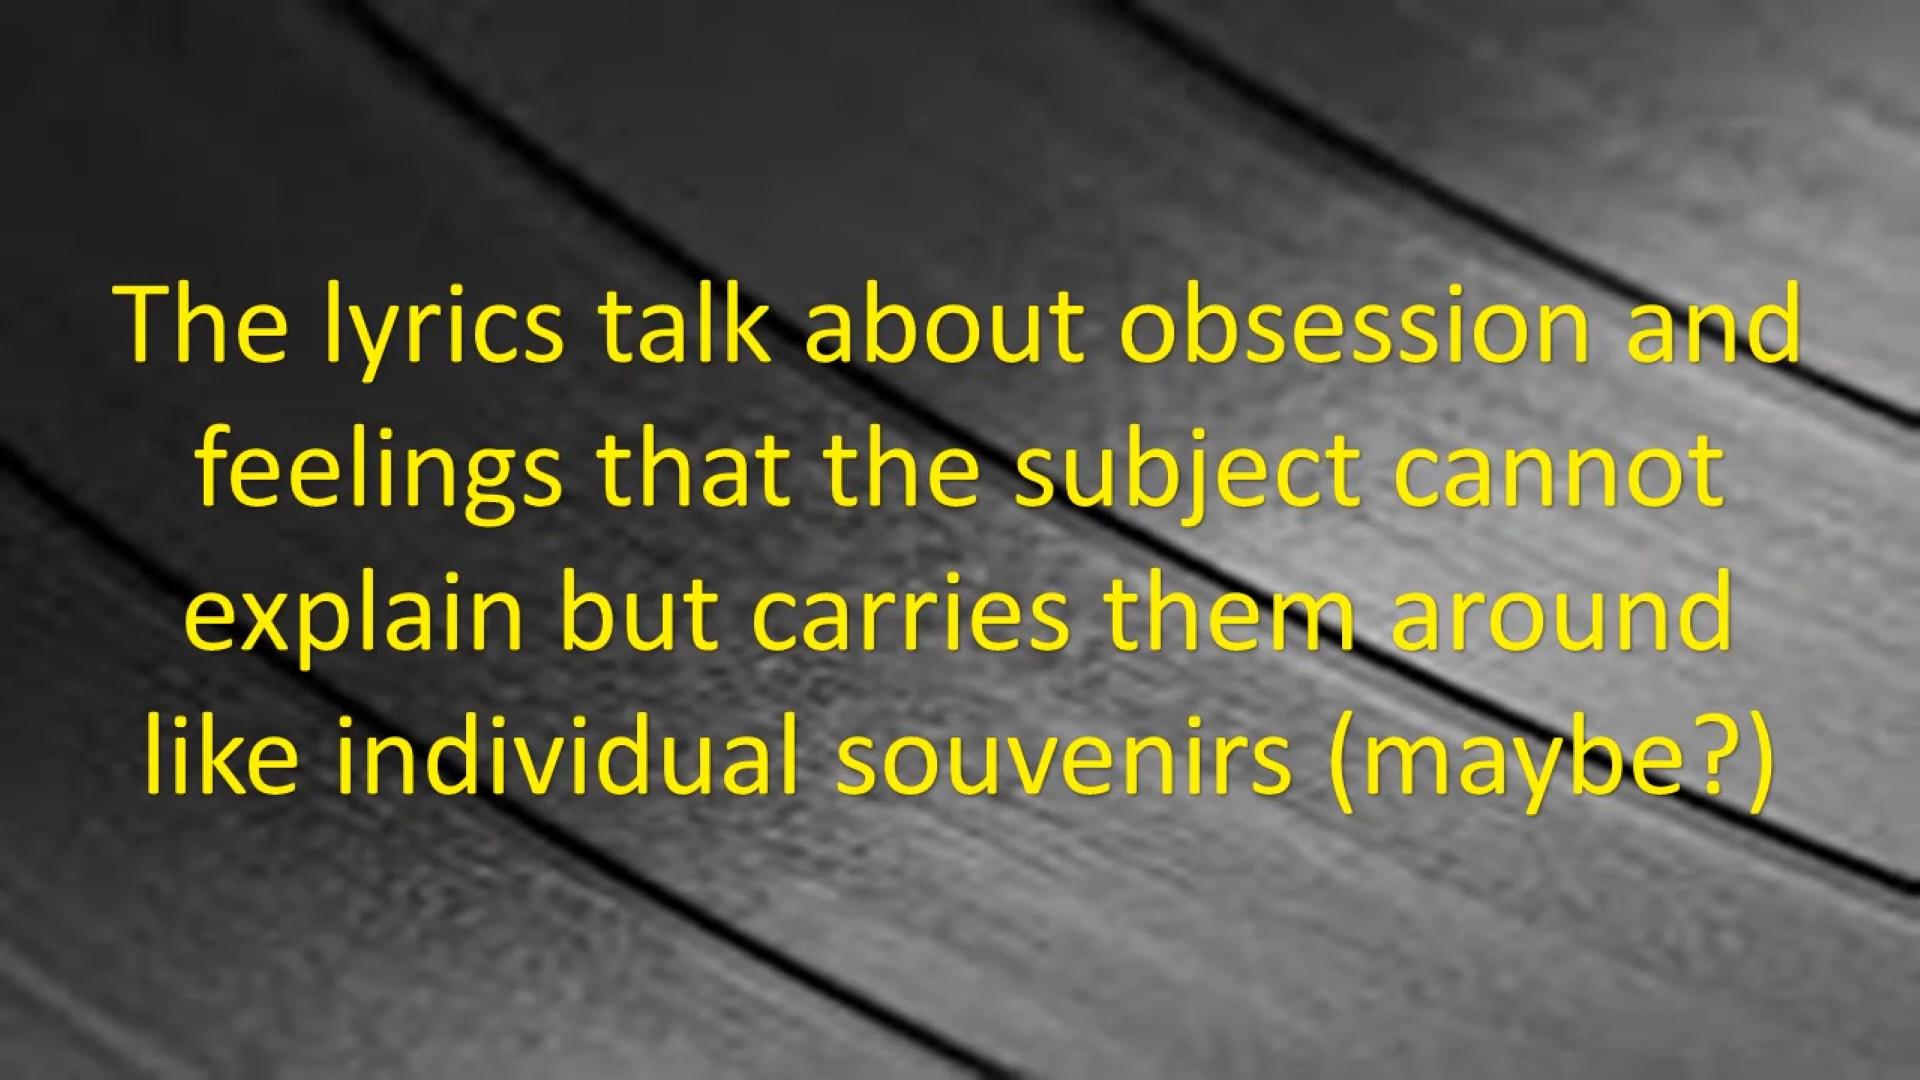 The lyrics talk about obsession and
feelings that the subject cannot
explain but carries them around
like individual souvenirs (maybe?)